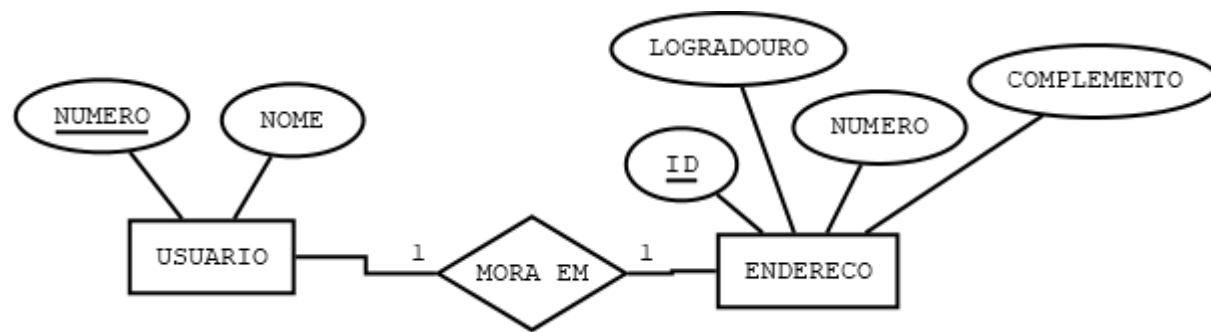 LOGRADOURO
COMPLEMENTO
NUMERO
NOME
NUMERO
ID
USUARIO
1
MORA EM
1
ENDERECO